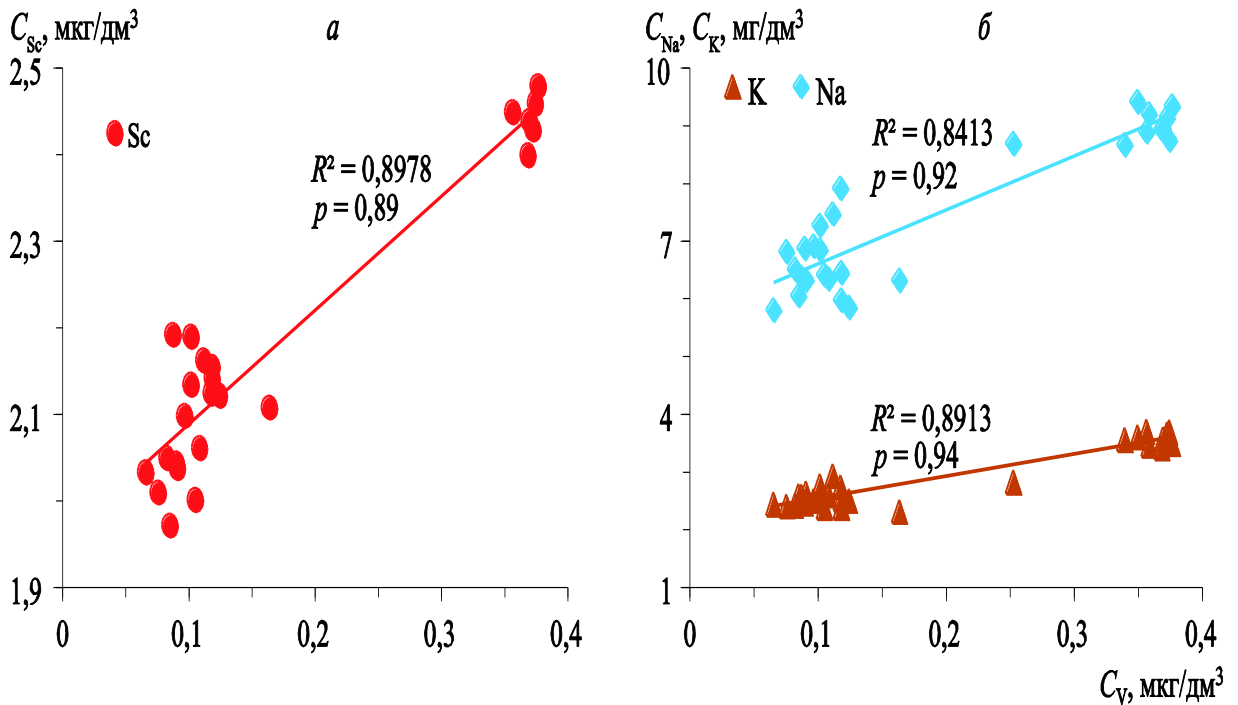 C_Sc, мкг/дм³ а
2,5
2,3
2,1
1,9
0 0,1 0,2 0,3 0,4
Sc
R² = 0,8978
p = 0,89
C_Na, C_K, мг/дм³ б
10
7
4
1
0 0,1 0,2 0,3 0,4
K Na
R² = 0,8413
p = 0,92
R² = 0,8913
p = 0,94
C_V, мкг/дм³